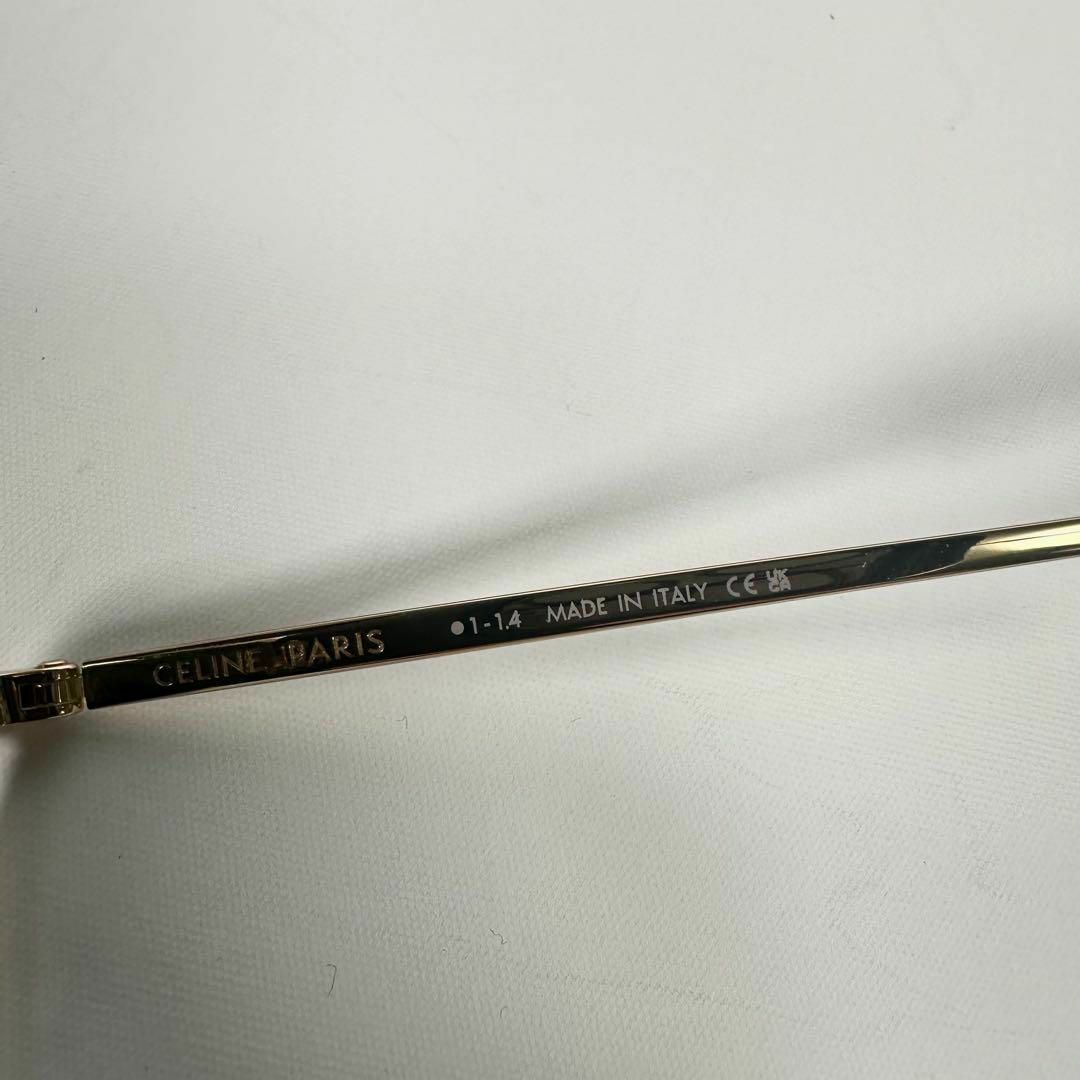 CELINE PARIS ●1-1.4 MADE IN ITALY CE UK CA